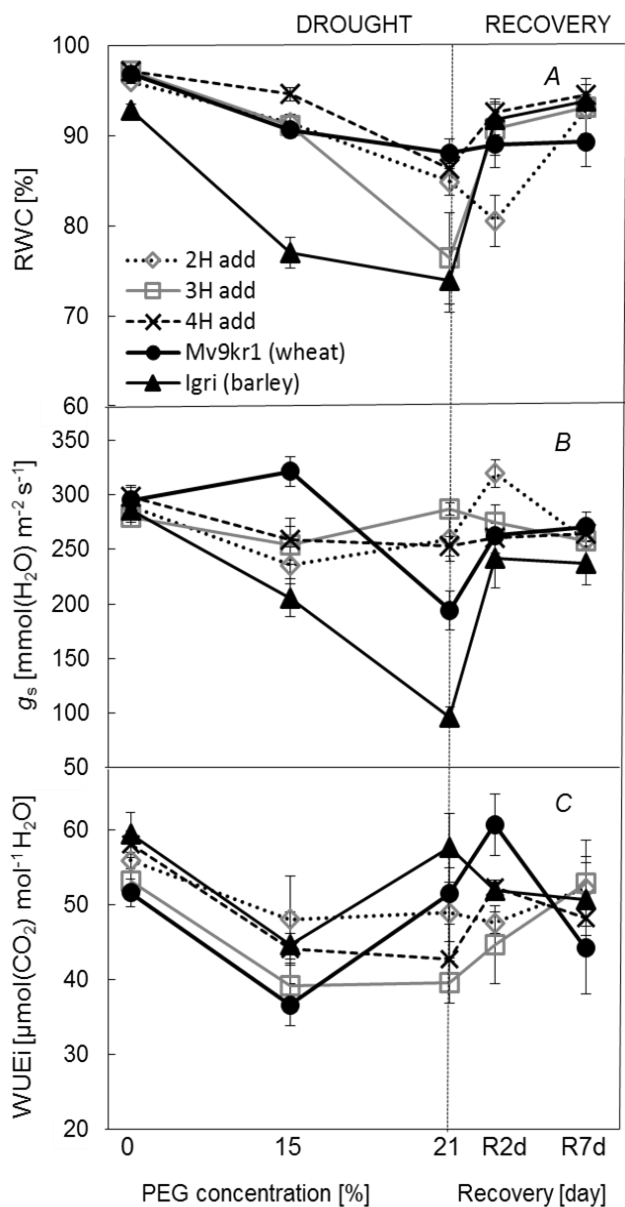 DROUGHT RECOVERY
A
100
90
80
70
60
RWC [%]
2H add
3H add
4H add
Mv9kr1 (wheat)
Igri (barley)
B
350
300
250
200
150
100
50
gs [mmol(H₂O) m⁻² s⁻¹]
C
60
50
40
30
20
WUEi [µmol(CO₂) mol⁻¹ H₂O]
0 15 21 R2d R7d
PEG concentration [%] Recovery [day]